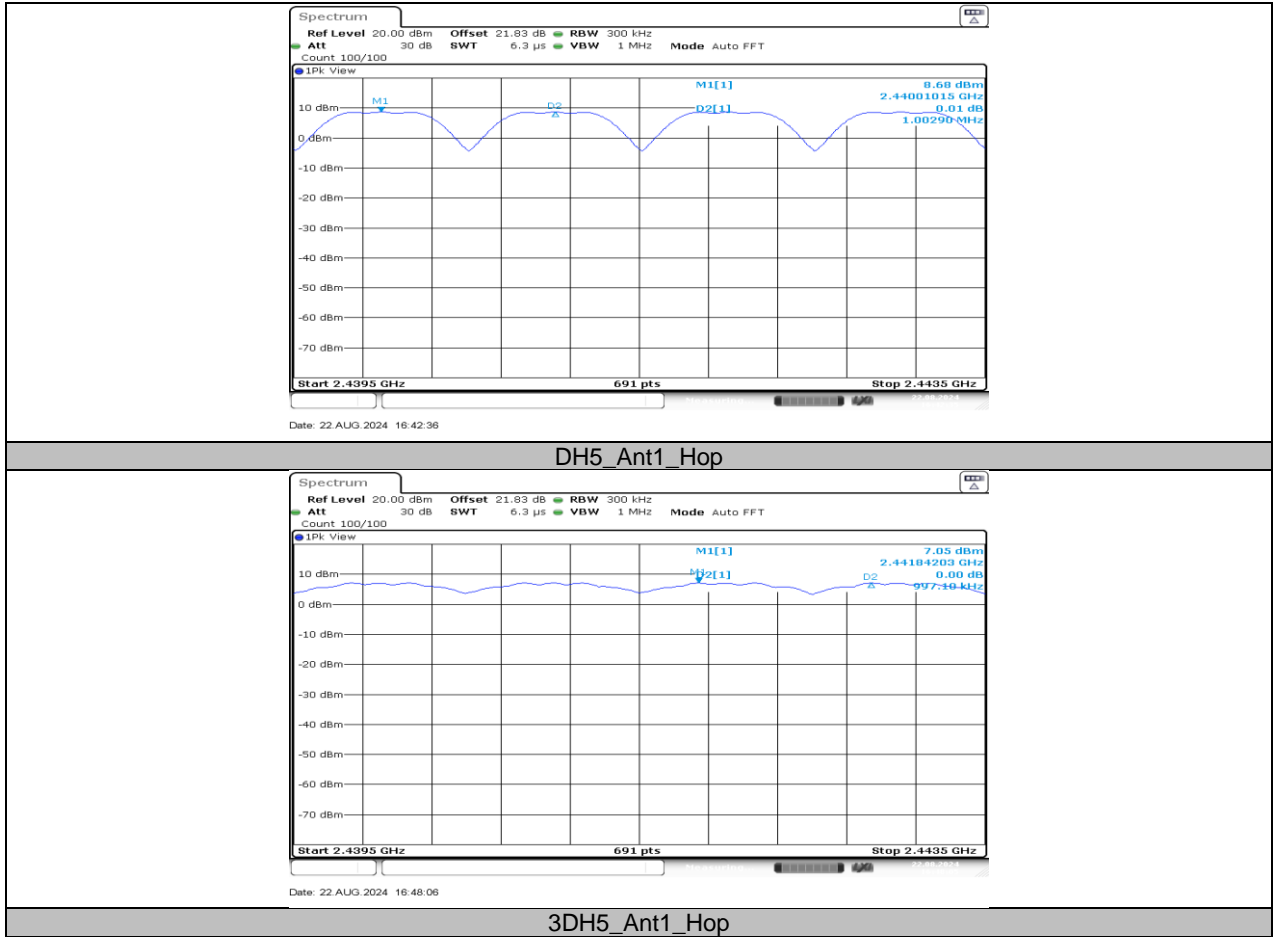 Spectrum
Ref Level 20.00 dBm Offset 21.83 dB RBW 300 kHz
Att 30 dB SWT 6.3 µs VBW 1 MHz Mode Auto FFT
Count 100/100
1Pk View
M1[1] 8.68 dBm
2.44001015 GHz
10 dBm M1 D2 D2[1] 0.01 dB
1.00290 MHz
0 dBm
-10 dBm
-20 dBm
-30 dBm
-40 dBm
-50 dBm
-60 dBm
-70 dBm
Start 2.4395 GHz 691 pts Stop 2.4435 GHz
22.08.2024
Date: 22.AUG.2024 16:42:36
DH5_Ant1_Hop
Spectrum
Ref Level 20.00 dBm Offset 21.83 dB RBW 300 kHz
Att 30 dB SWT 6.3 µs VBW 1 MHz Mode Auto FFT
Count 100/100
1Pk View
M1[1] 7.05 dBm
2.44184203 GHz
10 dBm M1 D2[1] D2 0.00 dB
997.10 kHz
0 dBm
-10 dBm
-20 dBm
-30 dBm
-40 dBm
-50 dBm
-60 dBm
-70 dBm
Start 2.4395 GHz 691 pts Stop 2.4435 GHz
22.08.2024
Date: 22.AUG.2024 16:48:06
3DH5_Ant1_Hop